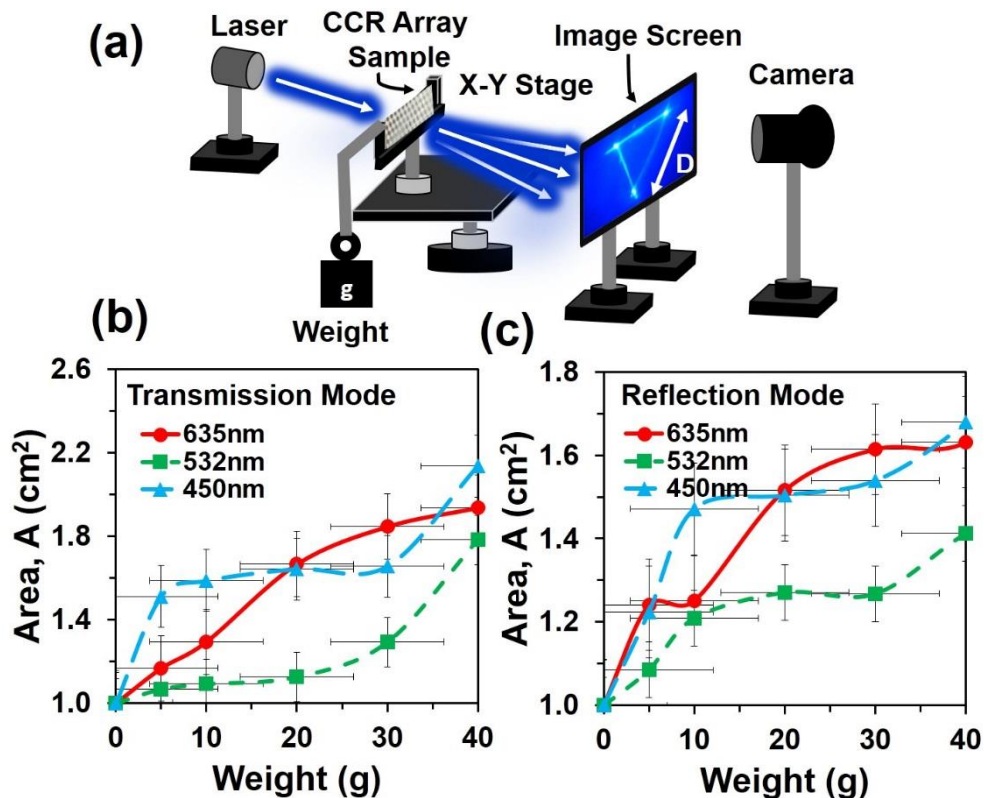 (a)
Laser
CCR Array
Sample
X-Y Stage
Image Screen
Camera
D
g
Weight
(b)
Transmission Mode
635nm
532nm
450nm
Area, A (cm²)
2.6
2.2
1.8
1.4
1.0
0
10
20
30
40
Weight (g)
(c)
Reflection Mode
635nm
532nm
450nm
Area, A (cm²)
1.8
1.6
1.4
1.2
1.0
0
10
20
30
40
Weight (g)